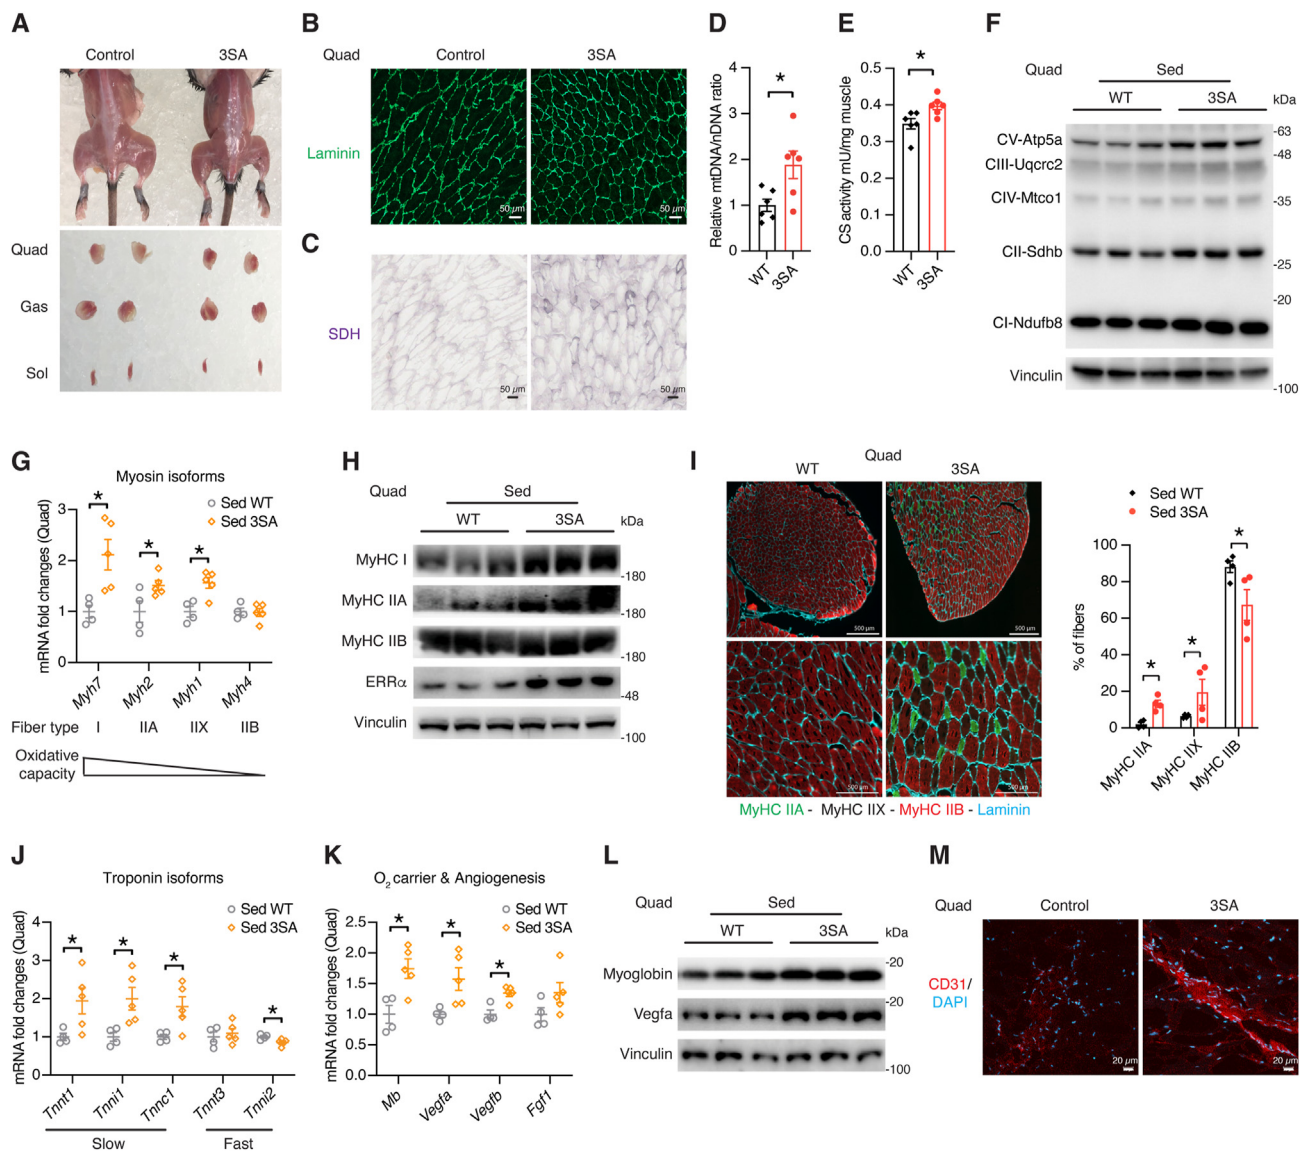 A
Control 3SA
Quad
Gas
Sol
B
Quad Control 3SA
Laminin
50 µm 50 µm
C
SDH
50 µm 50 µm
D
Relative mtDNA/nDNA ratio
4
3
2
1
0
*
WT 3SA
E
CS activity mU/mg muscle
0.5
0.4
0.3
0.2
0.1
0.0
*
WT 3SA
F
Quad Sed
WT 3SA kDa
CV-Atp5a -63
CIII-Uqcrc2 -48
CIV-Mtco1 -35
CII-Sdhb -25
-20
CI-Ndufb8
Vinculin -100
G
Myosin isoforms
Sed WT
Sed 3SA
mRNA fold changes (Quad)
3
2
1
0
* * *
Myh7 Myh2 Myh1 Myh4
Fiber type I IIA IIX IIB
Oxidative
capacity
H
Quad Sed
WT 3SA kDa
MyHC I -180
MyHC IIA -180
MyHC IIB -180
ERRα -48
Vinculin -100
I
Quad
WT 3SA
500 µm 500 µm
500 µm 500 µm
MyHC IIA - MyHC IIX - MyHC IIB - Laminin
Sed WT
Sed 3SA
% of fibers
100
80
60
40
20
0
* * *
MyHC IIA MyHC IIX MyHC IIB
J
Troponin isoforms
Sed WT
Sed 3SA
mRNA fold changes (Quad)
4
3
2
1
0
* * * *
Tnnt1 Tnni1 Tnnc1 Tnnt3 Tnni2
Slow Fast
K
O2 carrier & Angiogenesis
Sed WT
Sed 3SA
mRNA fold changes (Quad)
2.5
2.0
1.5
1.0
0.5
0.0
* * *
Mb Vegfa Vegfb Fgf1
L
Quad Sed
WT 3SA kDa
Myoglobin -20
Vegfa -20
Vinculin -100
M
Quad Control 3SA
CD31/
DAPI
20 µm 20 µm